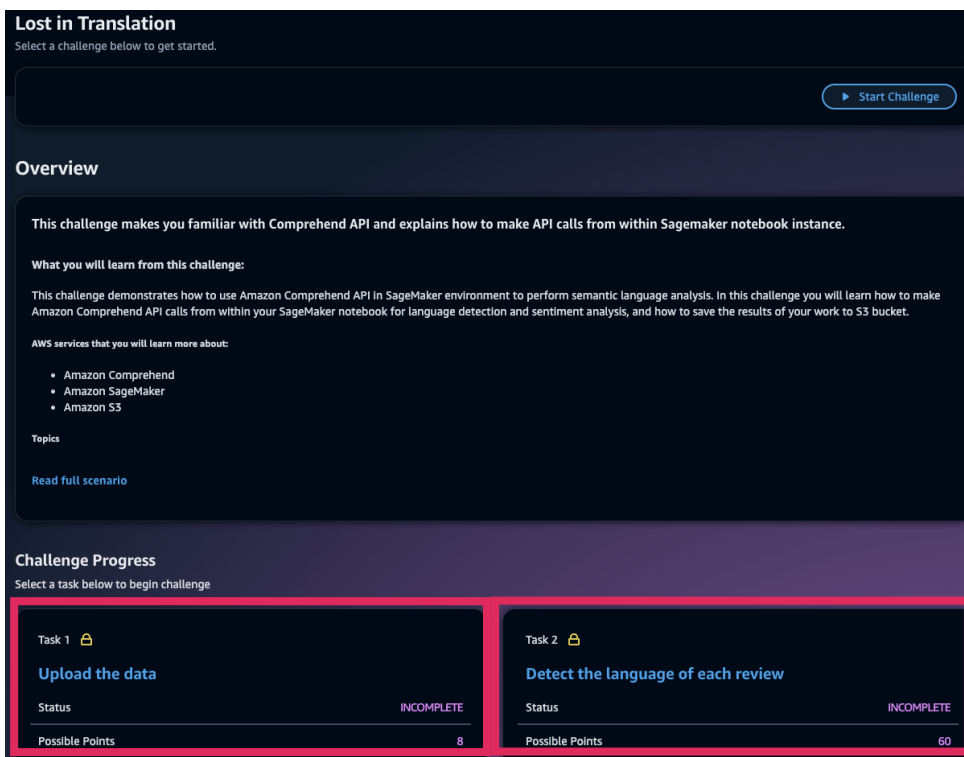 Lost in Translation
Select a challenge below to get started.
Start Challenge
Overview
This challenge makes you familiar with Comprehend API and explains how to make API calls from within Sagemaker notebook instance.
What you will learn from this challenge:
This challenge demonstrates how to use Amazon Comprehend API in SageMaker environment to perform semantic language analysis. In this challenge you will learn how to make
Amazon Comprehend API calls from within your SageMaker notebook for language detection and sentiment analysis, and how to save the results of your work to S3 bucket.
AWS services that you will learn more about:
• Amazon Comprehend
• Amazon SageMaker
• Amazon S3
Topics
Read full scenario
Challenge Progress
Select a task below to begin challenge
Task 1
Upload the data
Status INCOMPLETE
Possible Points 8
Task 2
Detect the language of each review
Status INCOMPLETE
Possible Points 60